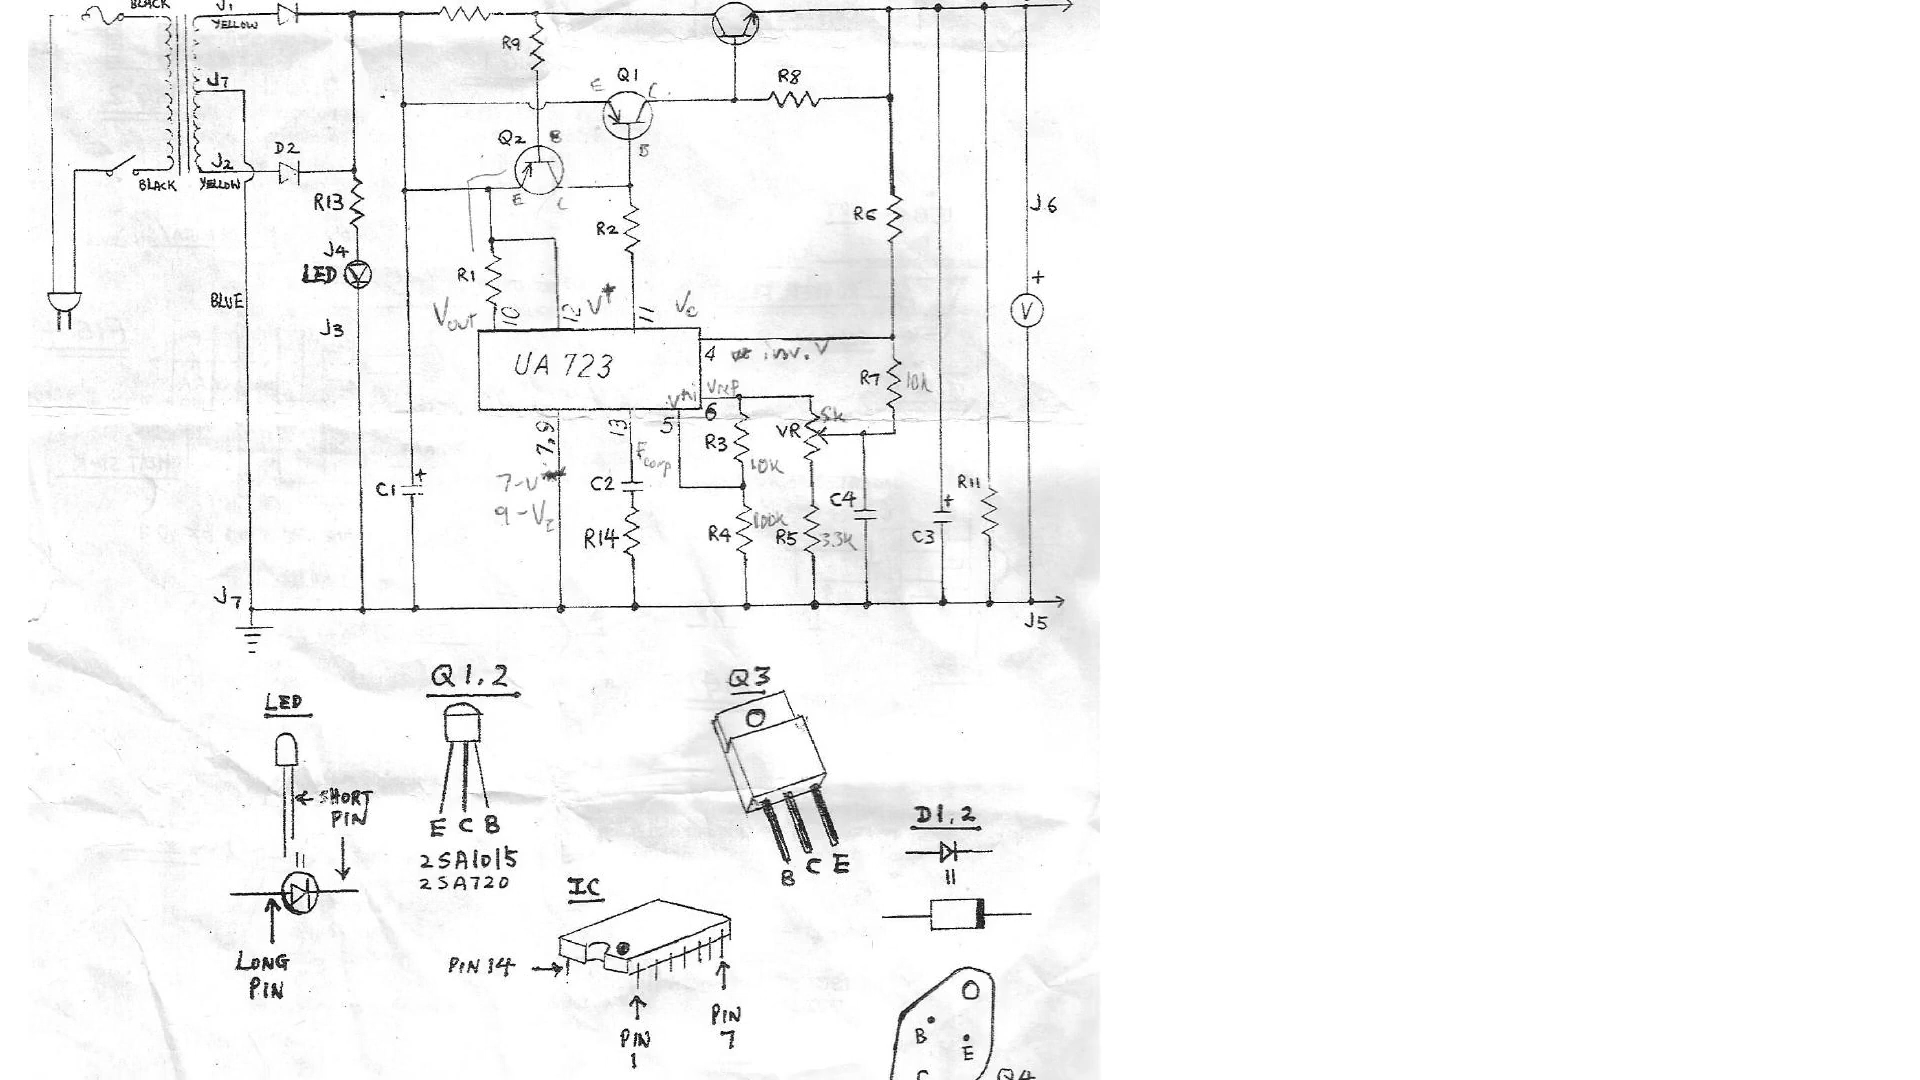 BLACK
J1
YELLOW
R9
Q1
R8
E
C
J7
Q2
B
B
D2
J2
BLACK
YELLOW
E
C
R13
R2
R6
J6
J4
LED
R1
+
BLUE
Vout
10
12
V+
11
Vc
V
J3
4
inv. V
UA 723
R7
10k
Vni
Vref
6
5k
7,9
13
5
R3
VR
Fcomp
10K
C1
+
7-V
C2
9-Vz
R14
R4
100k
R5
3.3k
C4
+
C3
R11
J7
J5
Q1,2
Q3
LED
SHORT
PIN
E C B
2SA1015
2SA720
B C E
D1,2
IC
LONG
PIN
PIN 14
PIN
1
PIN
7
B
E
C
Q4